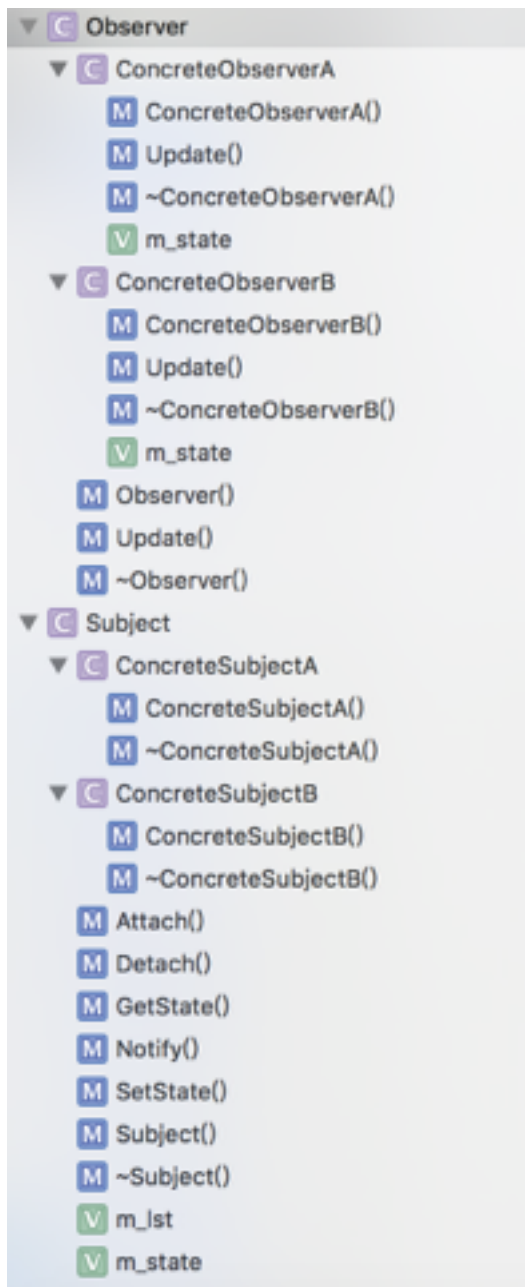 C Observer
C ConcreteObserverA
M ConcreteObserverA()
M Update()
M ~ConcreteObserverA()
V m_state
C ConcreteObserverB
M ConcreteObserverB()
M Update()
M ~ConcreteObserverB()
V m_state
M Observer()
M Update()
M ~Observer()
C Subject
C ConcreteSubjectA
M ConcreteSubjectA()
M ~ConcreteSubjectA()
C ConcreteSubjectB
M ConcreteSubjectB()
M ~ConcreteSubjectB()
M Attach()
M Detach()
M GetState()
M Notify()
M SetState()
M Subject()
M ~Subject()
V m_lst
V m_state